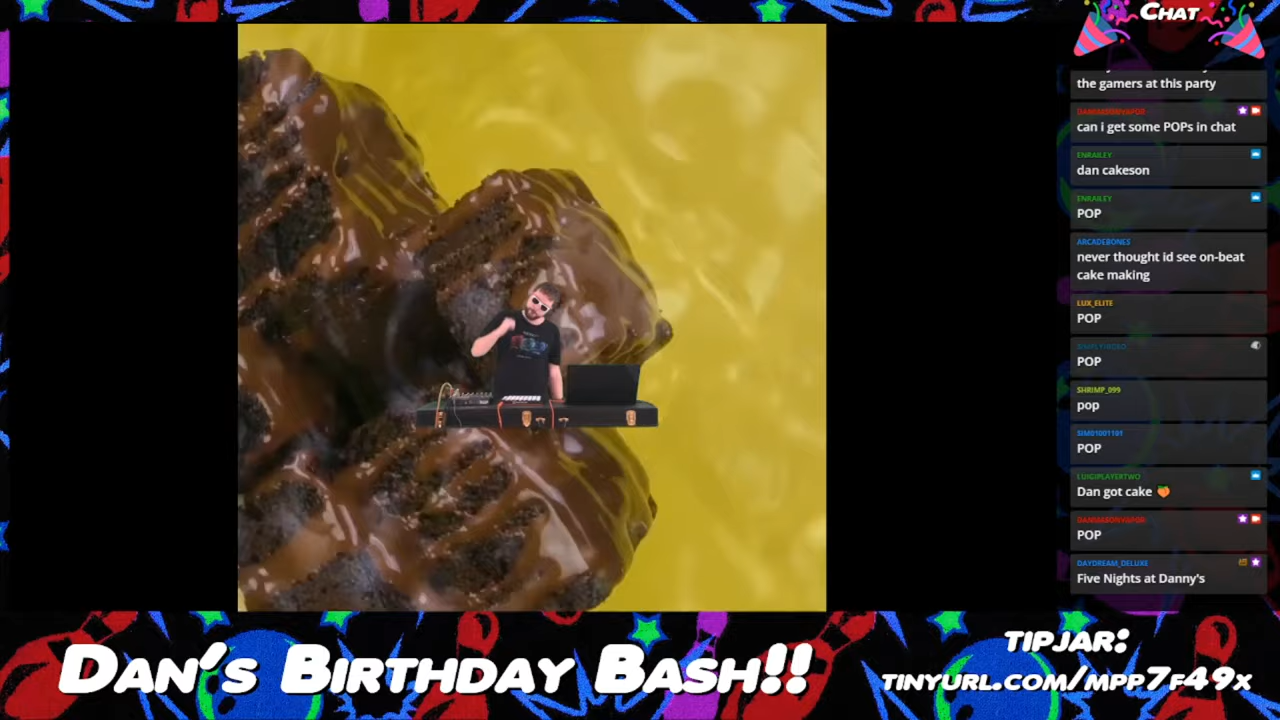 Chat
the gamers at this party
can i get some POPs in chat
ENRAILEY
dan cakeson
ENRAILEY
POP
ARCADEBONES
never thought id see on-beat
cake making
LUX_ELITE
POP
POP
SHRIMP_099
pop
SIM01001101
POP
LUIGIPLAYERTWO
Dan got cake 🍑
POP
DAYDREAM_DELUXE
Five Nights at Danny's
Dan's Birthday Bash!!
TIPJAR:
TINYURL.COM/MPP7F49X